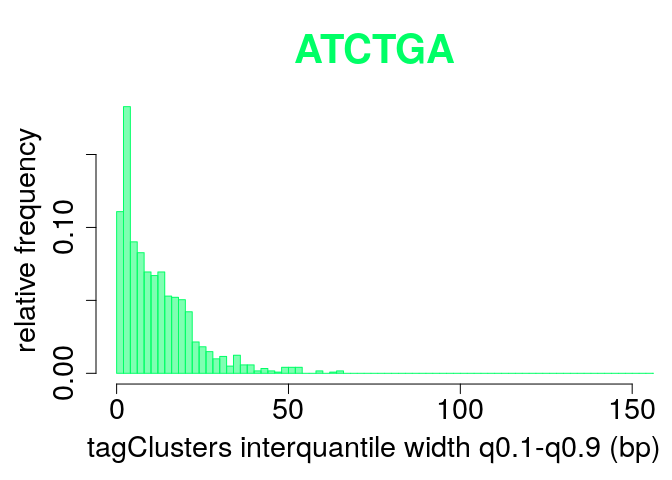 ATCTGA
relative frequency
0.10
0.00
0
50
100
150
tagClusters interquantile width q0.1-q0.9 (bp)